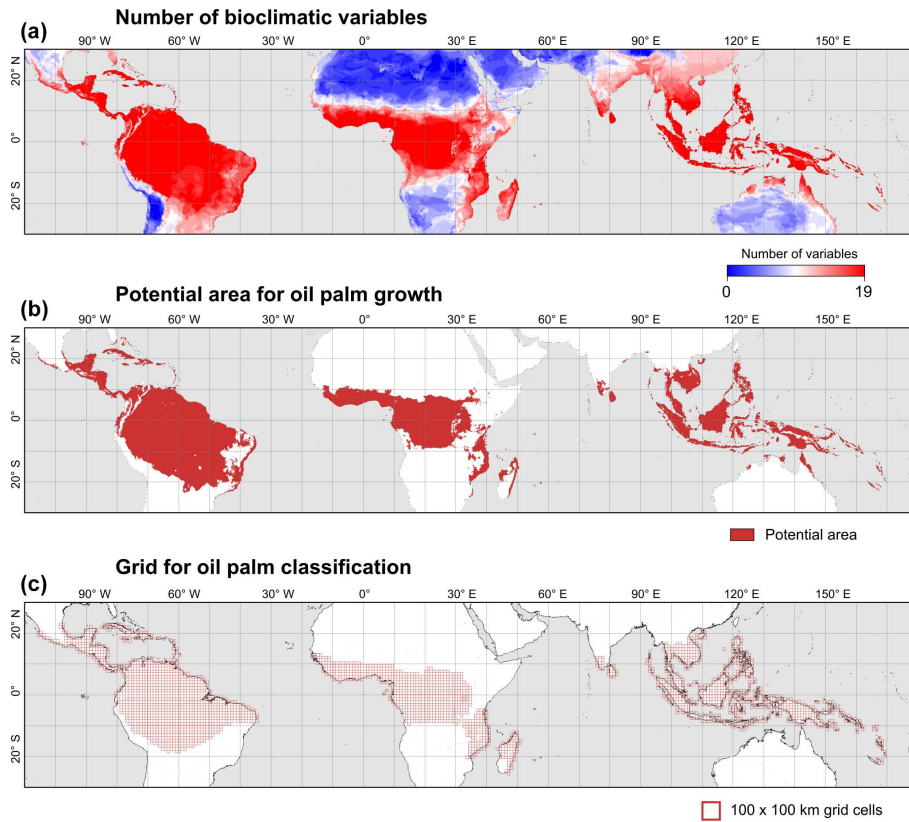 Number of bioclimatic variables
(a)
90° W 60° W 30° W 0° 30° E 60° E 90° E 120° E 150° E
20° N
0°
20° S
Number of variables
0 19
Potential area for oil palm growth
(b)
90° W 60° W 30° W 0° 30° E 60° E 90° E 120° E 150° E
20° N
0°
20° S
Potential area
Grid for oil palm classification
(c)
90° W 60° W 30° W 0° 30° E 60° E 90° E 120° E 150° E
20° N
0°
20° S
100 x 100 km grid cells